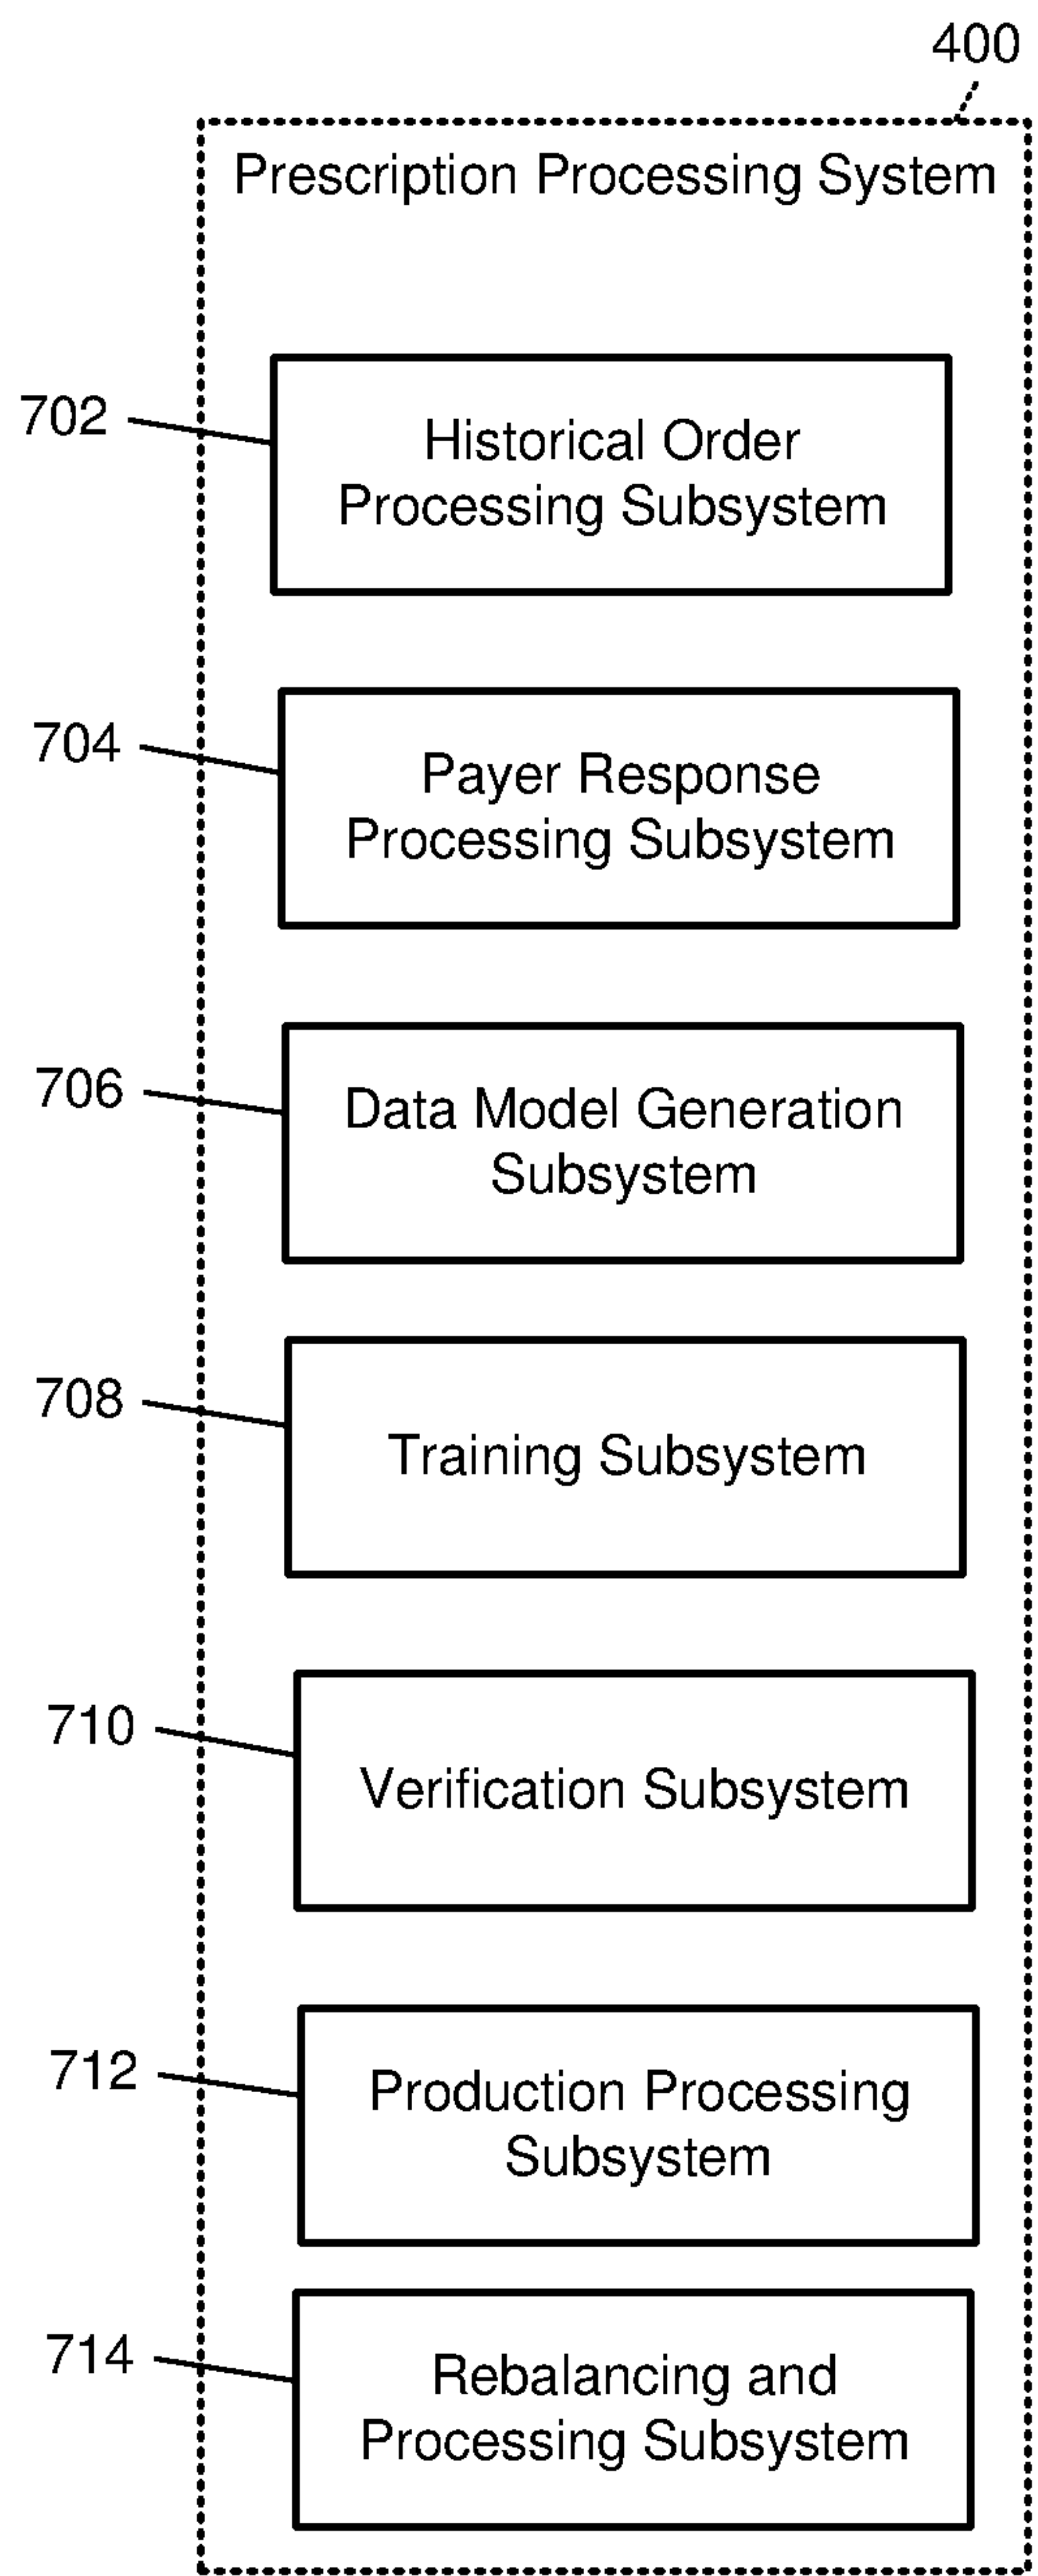 400
Prescription Processing System
702
Historical Order
Processing Subsystem
704
Payer Response
Processing Subsystem
706
Data Model Generation
Subsystem
708
Training Subsystem
710
Verification Subsystem
712
Production Processing
Subsystem
714
Rebalancing and
Processing Subsystem